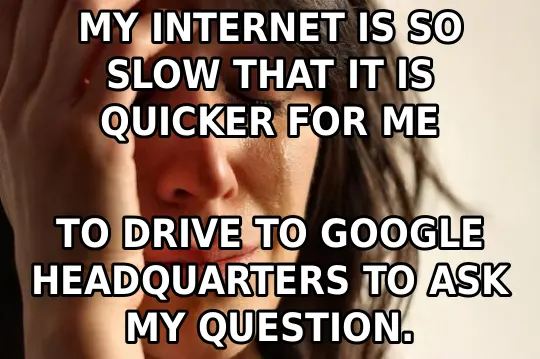 MY INTERNET IS SO
SLOW THAT IT IS
QUICKER FOR ME
TO DRIVE TO GOOGLE
HEADQUARTERS TO ASK
MY QUESTION.